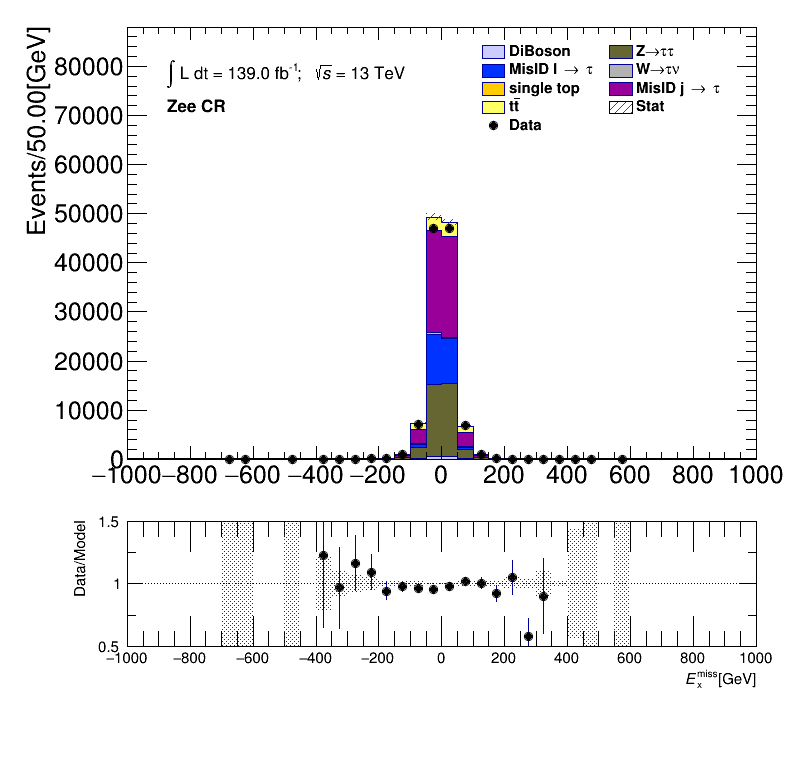 Events/50.00[GeV]
80000
70000
60000
50000
40000
30000
20000
10000
0
∫ L dt = 139.0 fb⁻¹; √s = 13 TeV
Zee CR
DiBoson
MisID l → τ
single top
tt̄
Data
Z→ττ
W→τν
MisID j → τ
Stat
−1000 −800 −600 −400 −200 0 200 400 600 800 1000
Data/Model
1.5
1
0.5
−1000 −800 −600 −400 −200 0 200 400 600 800 1000
E_x^miss[GeV]